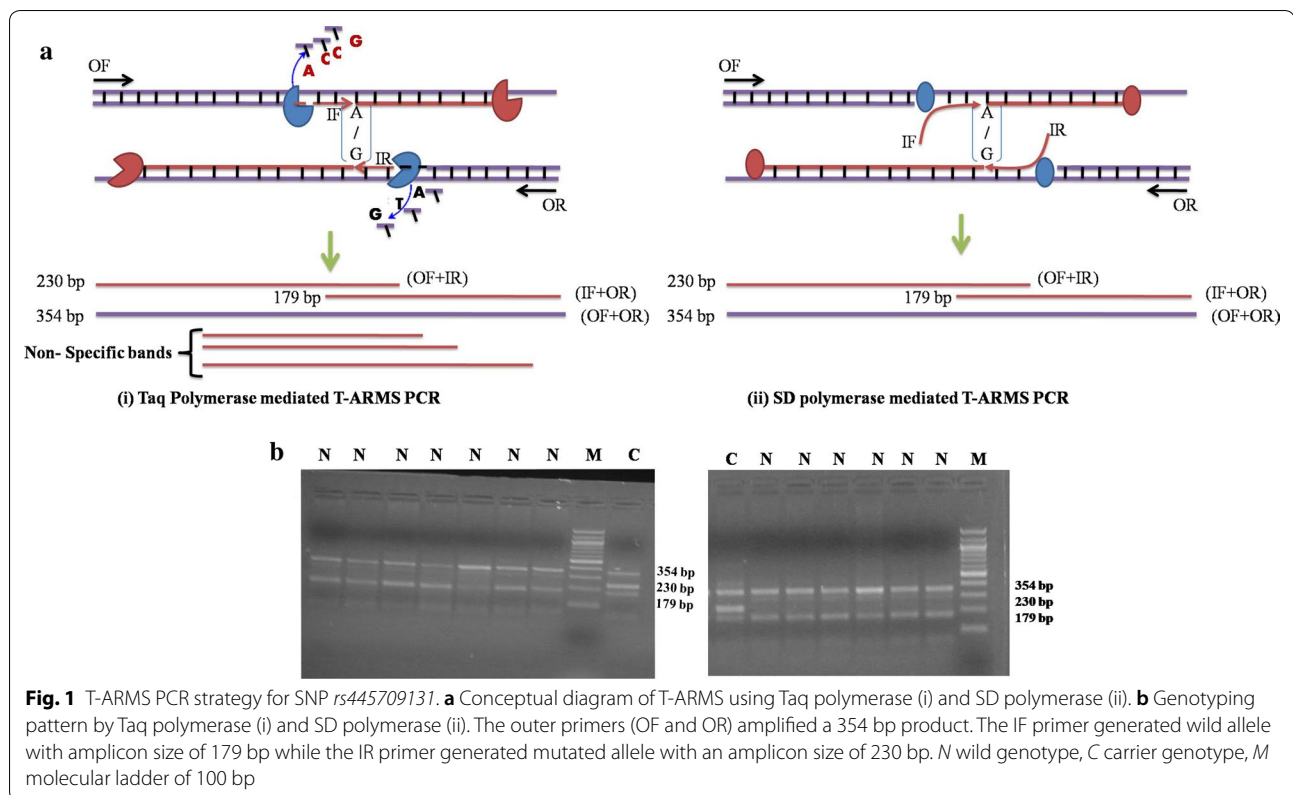 a
A C C G
OF
IF
A
/
G
IR
G T A
OR
230 bp
(OF+IR)
179 bp
(IF+OR)
354 bp
(OF+OR)
Non- Specific bands
(i) Taq Polymerase mediated T-ARMS PCR
OF
IF
A
/
G
IR
OR
230 bp
(OF+IR)
179 bp
(IF+OR)
354 bp
(OF+OR)
(ii) SD polymerase mediated T-ARMS PCR
b
N N N N N N N M C
354 bp
230 bp
179 bp
C N N N N N N M
354 bp
230 bp
179 bp
Fig. 1 T-ARMS PCR strategy for SNP rs445709131. a Conceptual diagram of T-ARMS using Taq polymerase (i) and SD polymerase (ii). b Genotyping
pattern by Taq polymerase (i) and SD polymerase (ii). The outer primers (OF and OR) amplified a 354 bp product. The IF primer generated wild allele
with amplicon size of 179 bp while the IR primer generated mutated allele with an amplicon size of 230 bp. N wild genotype, C carrier genotype, M
molecular ladder of 100 bp